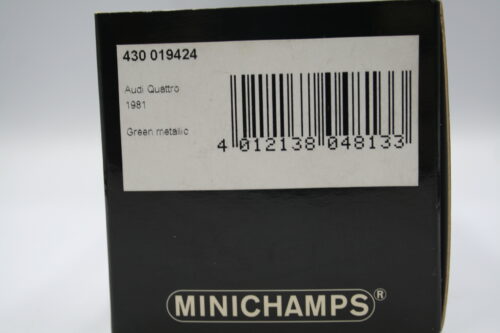 430 019424
Audi Quattro
1981
Green metallic
4 012138 048133
MINICHAMPS®